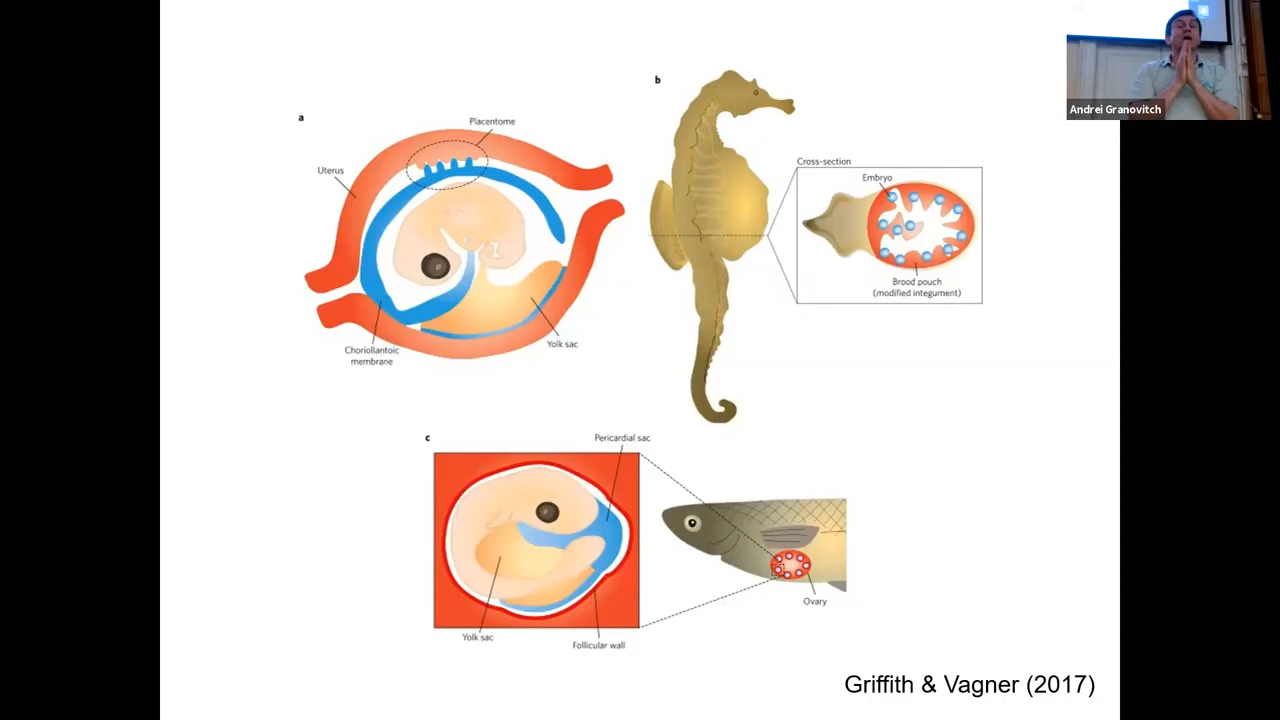 Andrei Granovitch
a
Placentome
Uterus
Choriollantoic
membrane
Yolk sac
b
Cross-section
Embryo
Brood pouch
(modified integument)
c
Pericardial sac
Yolk sac
Follicular wall
Ovary
Griffith & Vagner (2017)